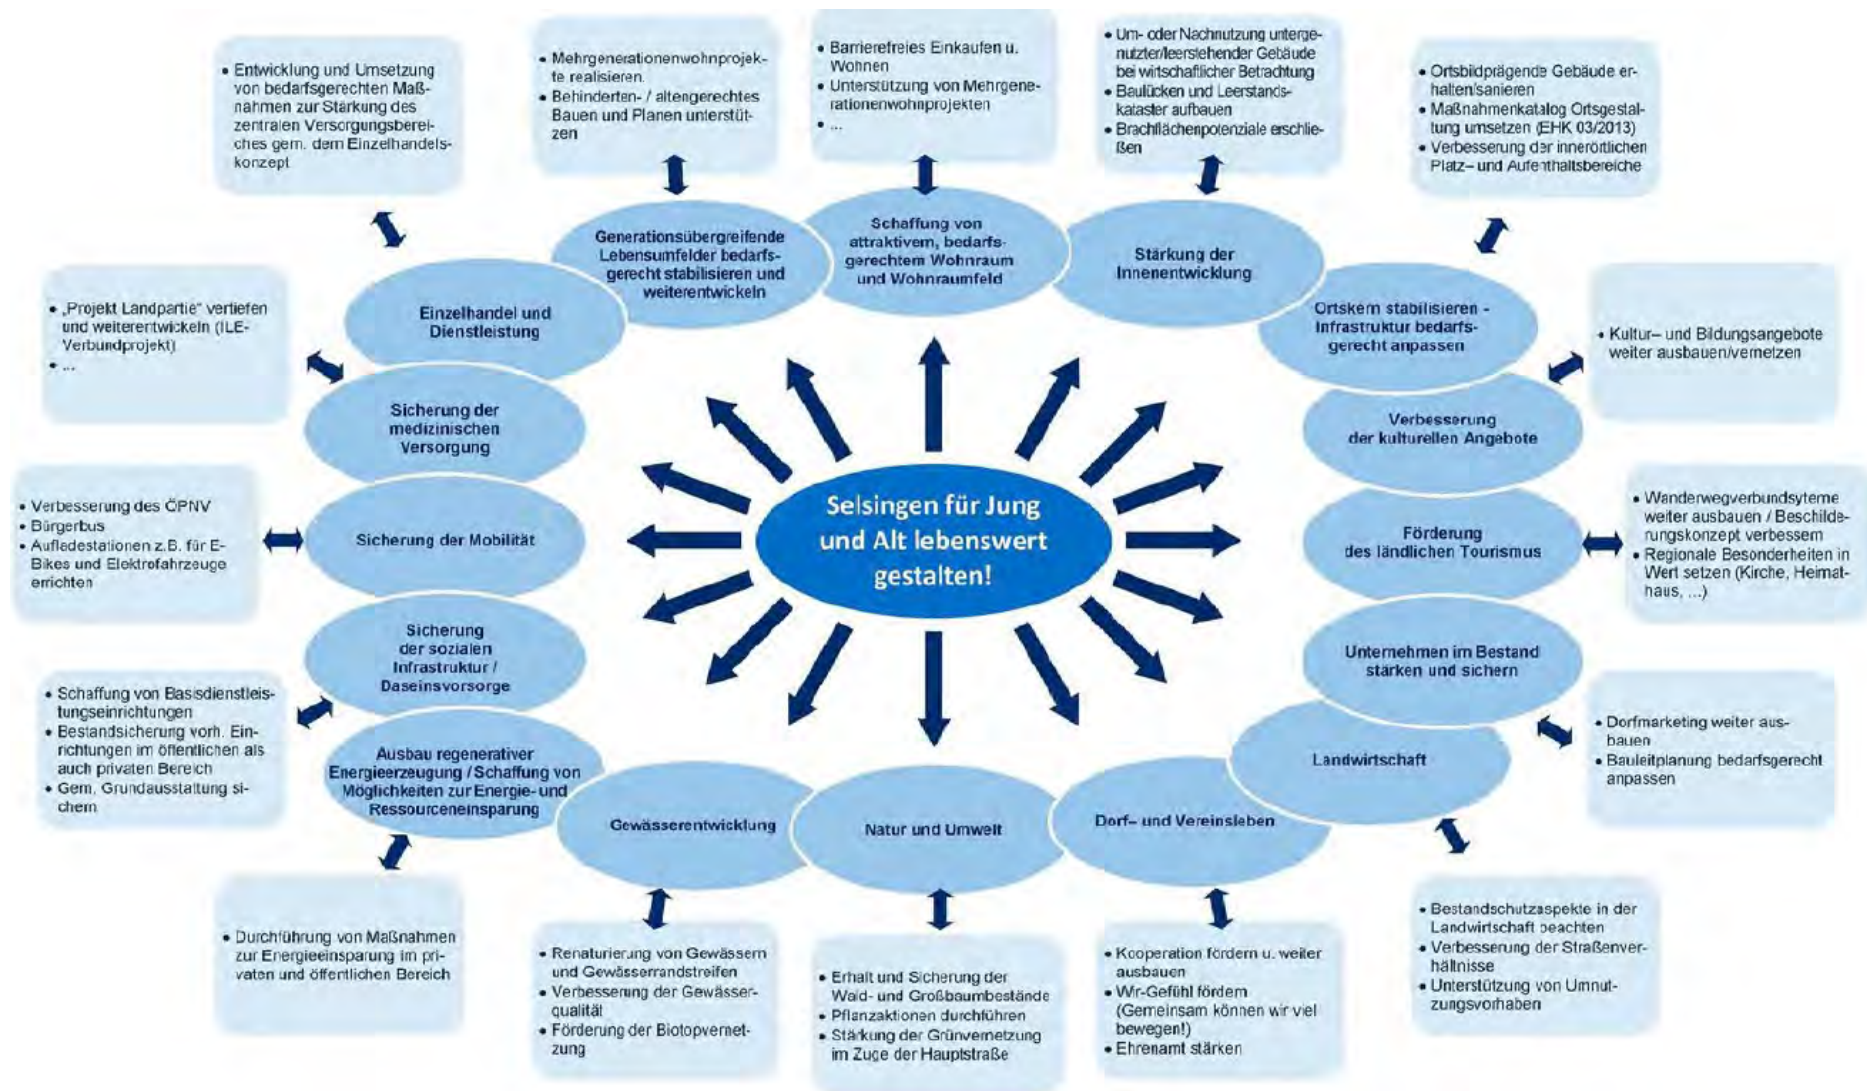 • Entwicklung und Umsetzung
von bedarfsgerechten Maß-
nahmen zur Stärkung des
zentralen Versorgungsberei-
ches gem. dem Einzelhandels-
konzept
• Mehrgenerationenwohnprojek-
te realisieren.
• Behinderten- / altengerechtes
Bauen und Planen unterstüt-
zen
• Barrierefreies Einkaufen u.
Wohnen
• Unterstützung von Mehrgene-
rationenwohnprojekten
• ...
• Um- oder Nachnutzung unterge-
nutzter/leerstehender Gebäude
bei wirtschaftlicher Betrachtung
• Baulücken und Leerstands-
kataster aufbauen
• Brachflächenpotenziale erschlie-
ßen
• Ortsbildprägende Gebäude er-
halten/sanieren
• Maßnahmenkatalog Ortsgestal-
tung umsetzen (EHK 03/2013)
• Verbesserung der innerörtlichen
Platz– und Aufenthaltsbereiche
Einzelhandel und
Dienstleistung
Generationsübergreifende
Lebensumfelder bedarfs-
gerecht stabilisieren und
weiterentwickeln
Schaffung von
attraktivem, bedarfs-
gerechtem Wohnraum
und Wohnraumfeld
Stärkung der
Innenentwicklung
Ortskern stabilisieren -
Infrastruktur bedarfs-
gerecht anpassen
• „Projekt Landpartie“ vertiefen
und weiterentwickeln (ILE-
Verbundprojekt)
• ...
Sicherung der
medizinischen
Versorgung
Verbesserung
der kulturellen Angebote
• Kultur– und Bildungsangebote
weiter ausbauen/vernetzen
• Verbesserung des ÖPNV
• Bürgerbus
• Aufladestationen z.B. für E-
Bikes und Elektrofahrzeuge
errichten
Sicherung der Mobilität
Selsingen für Jung
und Alt lebenswert
gestalten!
Förderung
des ländlichen Tourismus
• Wanderwegverbundsyteme
weiter ausbauen / Beschilde-
rungskonzept verbessern
• Regionale Besonderheiten in
Wert setzen (Kirche, Heimat-
haus, ...)
• Schaffung von Basisdienstleis-
tungseinrichtungen
• Bestandsicherung vorh. Ein-
richtungen im öffentlichen als
auch privaten Bereich
• Gem. Grundausstattung si-
chern
Sicherung
der sozialen
Infrastruktur /
Daseinsvorsorge
Unternehmen im Bestand
stärken und sichern
• Dorfmarketing weiter aus-
bauen
• Bauleitplanung bedarfsgerecht
anpassen
Ausbau regenerativer
Energieerzeugung / Schaffung von
Möglichkeiten zur Energie- und
Ressourceneinsparung
Gewässerentwicklung
Natur und Umwelt
Dorf– und Vereinsleben
Landwirtschaft
• Durchführung von Maßnahmen
zur Energieeinsparung im pri-
vaten und öffentlichen Bereich
• Renaturierung von Gewässern
und Gewässerrandstreifen
• Verbesserung der Gewässer-
qualität
• Förderung der Biotopvernet-
zung
• Erhalt und Sicherung der
Wald- und Großbaumbestände
• Pflanzaktionen durchführen
• Stärkung der Grünvernetzung
im Zuge der Hauptstraße
• Kooperation fördern u. weiter
ausbauen
• Wir-Gefühl fördern
(Gemeinsam können wir viel
bewegen!)
• Ehrenamt stärken
• Bestandschutzaspekte in der
Landwirtschaft beachten
• Verbesserung der Straßenver-
hältnisse
• Unterstützung von Umnut-
zungsvorhaben